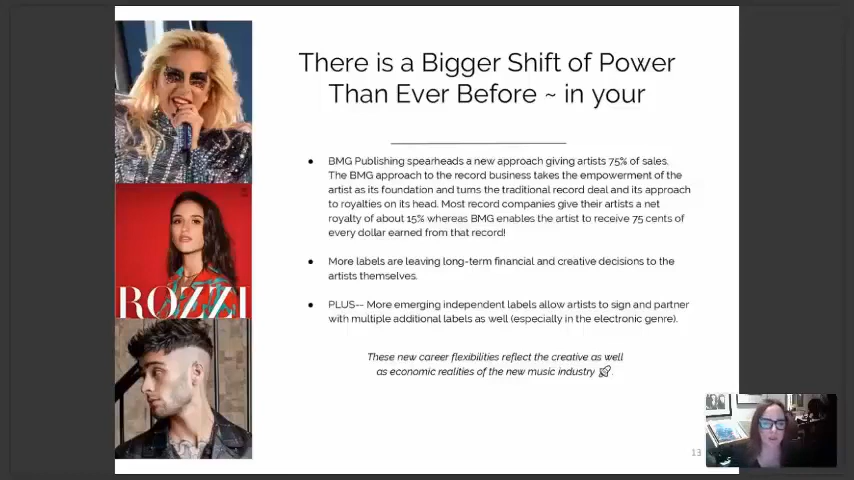 There is a Bigger Shift of Power
Than Ever Before ~ in your
BMG Publishing spearheads a new approach giving artists 75% of sales.
The BMG approach to the record business takes the empowerment of the
artist as its foundation and turns the traditional record deal and its approach
to royalties on its head. Most record companies give their artists a net
royalty of about 15% whereas BMG enables the artist to receive 75 cents of
every dollar earned from that record!
More labels are leaving long-term financial and creative decisions to the
artists themselves.
PLUS-- More emerging independent labels allow artists to sign and partner
with multiple additional labels as well (especially in the electronic genre).
These new career flexibilities reflect the creative as well
as economic realities of the new music industry 🚀.
ROZZI
13